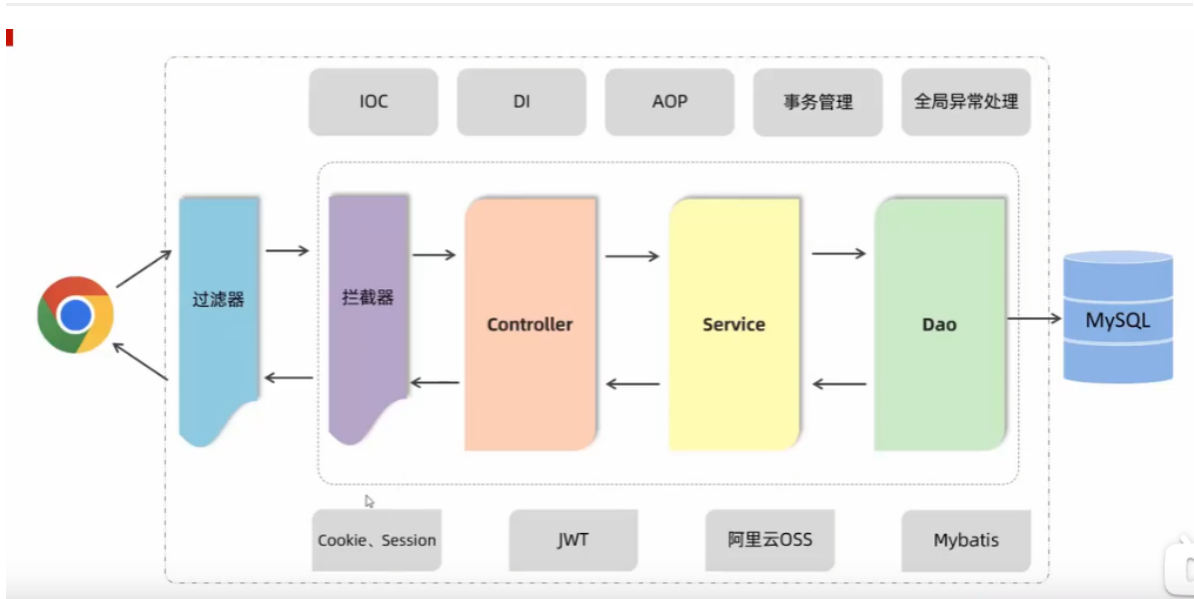 IOC
DI
AOP
事务管理
全局异常处理
过滤器
拦截器
Controller
Service
Dao
MySQL
Cookie、Session
JWT
阿里云OSS
Mybatis